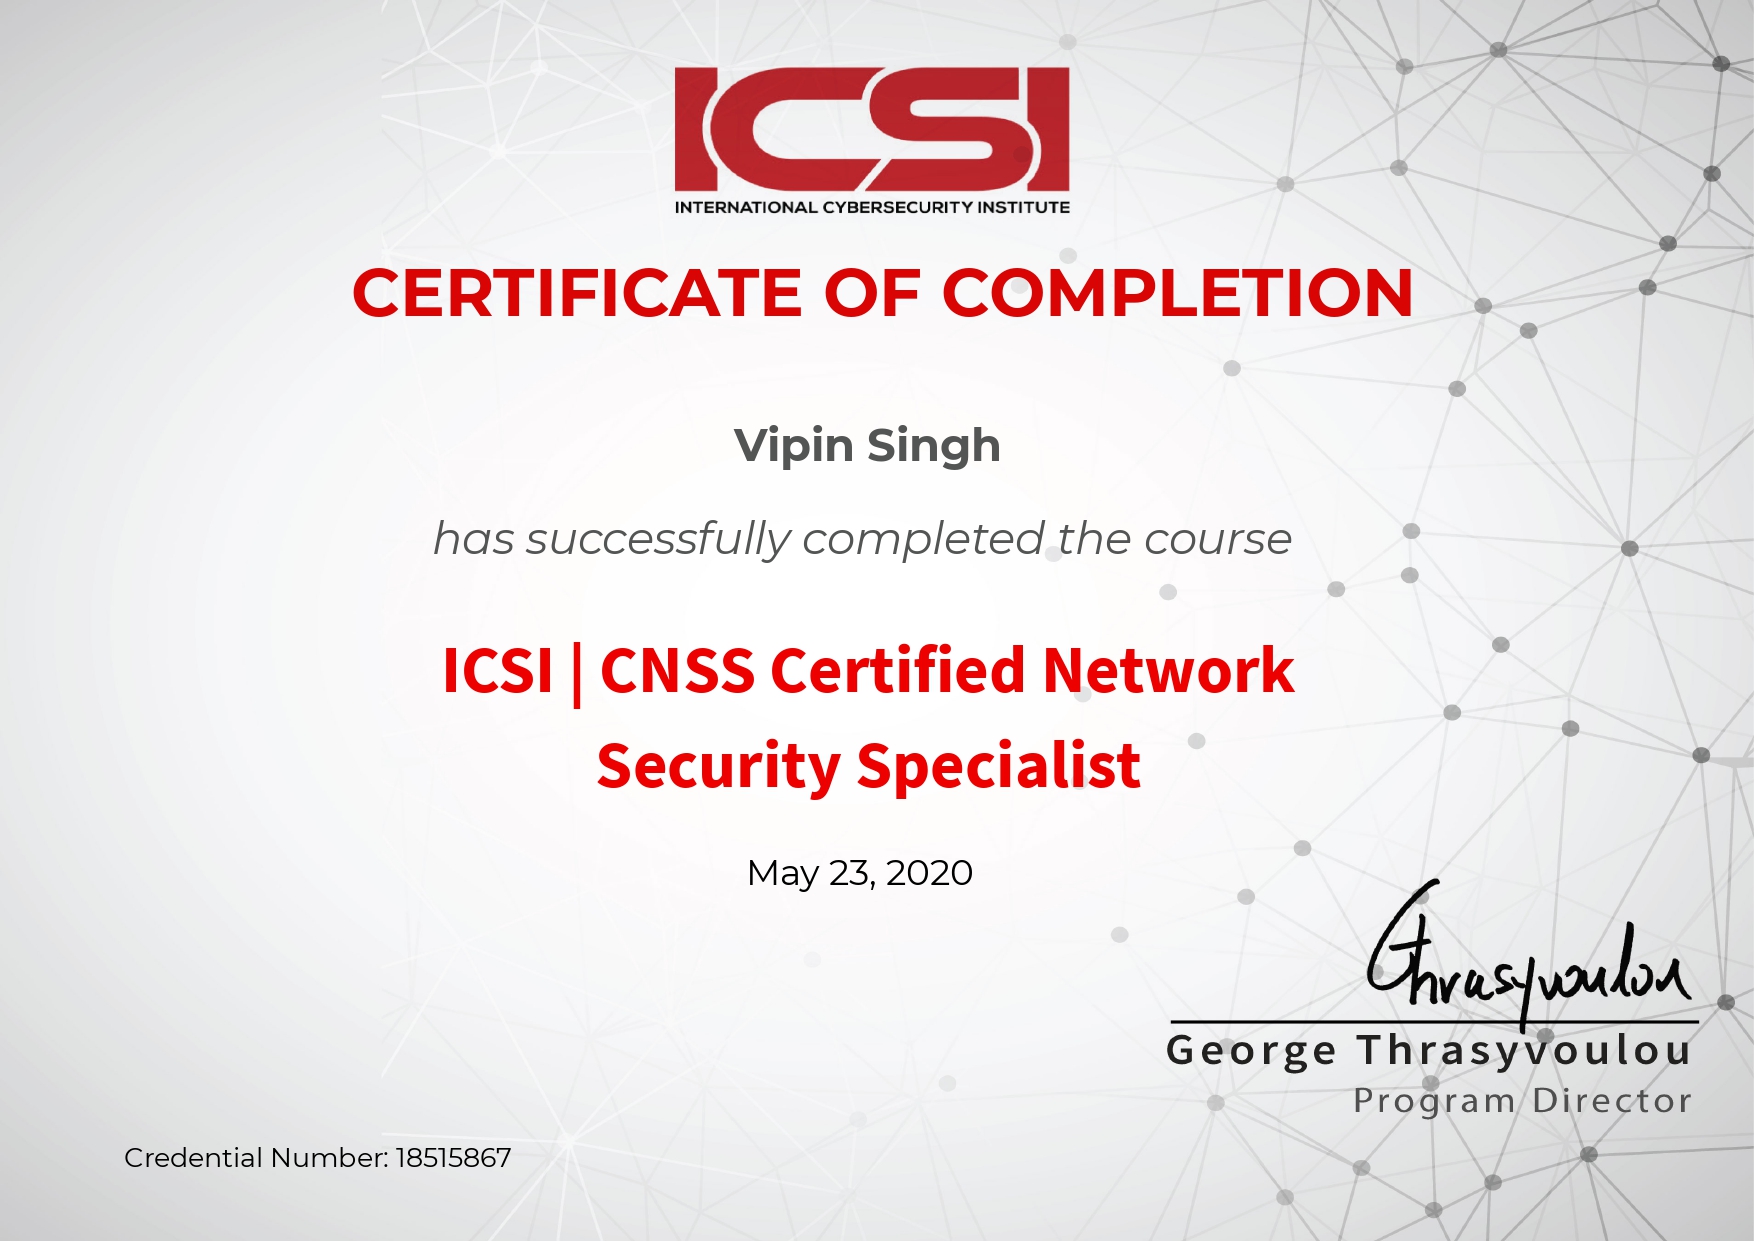 ICSI
INTERNATIONAL CYBERSECURITY INSTITUTE
CERTIFICATE OF COMPLETION
Vipin Singh
has successfully completed the course
ICSI | CNSS Certified Network
Security Specialist
May 23, 2020
Thrasyvoulou
George Thrasyvoulou
Program Director
Credential Number: 18515867